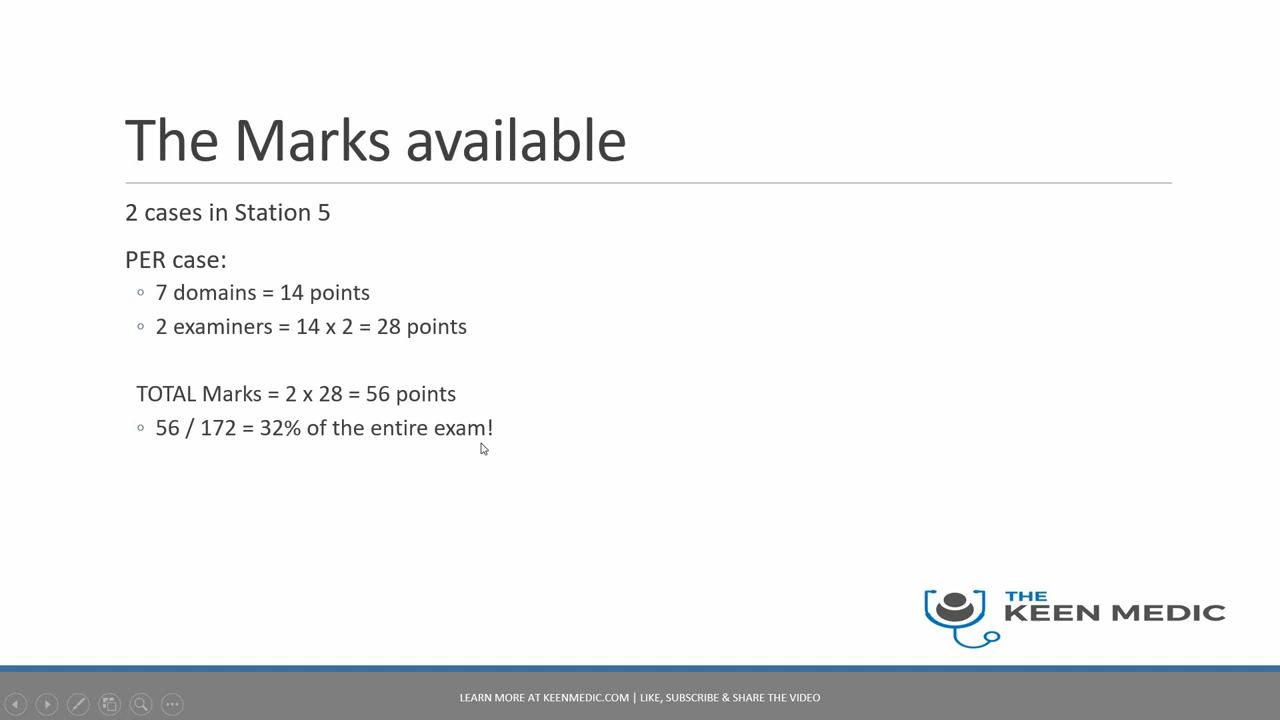 The Marks available
2 cases in Station 5
PER case:
◦ 7 domains = 14 points
◦ 2 examiners = 14 x 2 = 28 points
TOTAL Marks = 2 x 28 = 56 points
◦ 56 / 172 = 32% of the entire exam!
THE
KEEN MEDIC
LEARN MORE AT KEENMEDIC.COM | LIKE, SUBSCRIBE & SHARE THE VIDEO